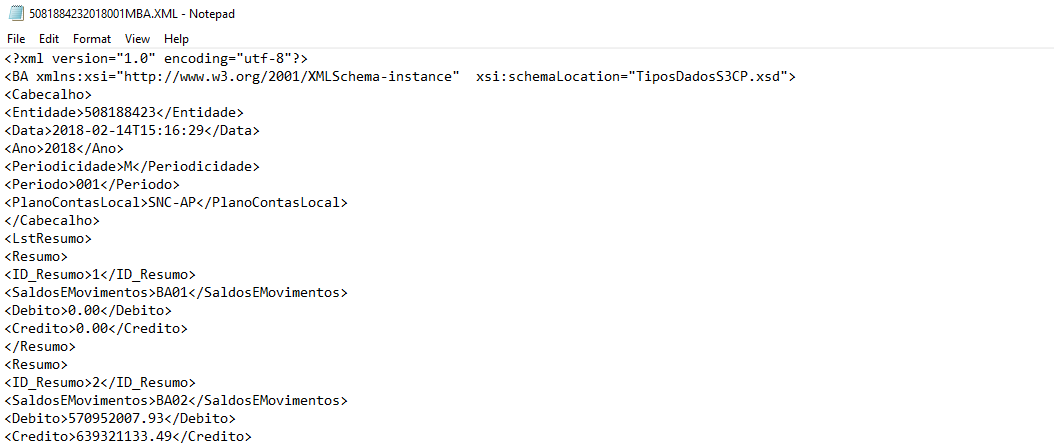 5081884232018001MBA.XML - Notepad
File Edit Format View Help
<?xml version="1.0" encoding="utf-8"?>
<BA xmlns:xsi="http://www.w3.org/2001/XMLSchema-instance"  xsi:schemaLocation="TiposDadosS3CP.xsd">
<Cabecalho>
<Entidade>508188423</Entidade>
<Data>2018-02-14T15:16:29</Data>
<Ano>2018</Ano>
<Periodicidade>M</Periodicidade>
<Periodo>001</Periodo>
<PlanoContasLocal>SNC-AP</PlanoContasLocal>
</Cabecalho>
<LstResumo>
<Resumo>
<ID_Resumo>1</ID_Resumo>
<SaldosEMovimentos>BA01</SaldosEMovimentos>
<Debito>0.00</Debito>
<Credito>0.00</Credito>
</Resumo>
<Resumo>
<ID_Resumo>2</ID_Resumo>
<SaldosEMovimentos>BA02</SaldosEMovimentos>
<Debito>570952007.93</Debito>
<Credito>639321133.49</Credito>